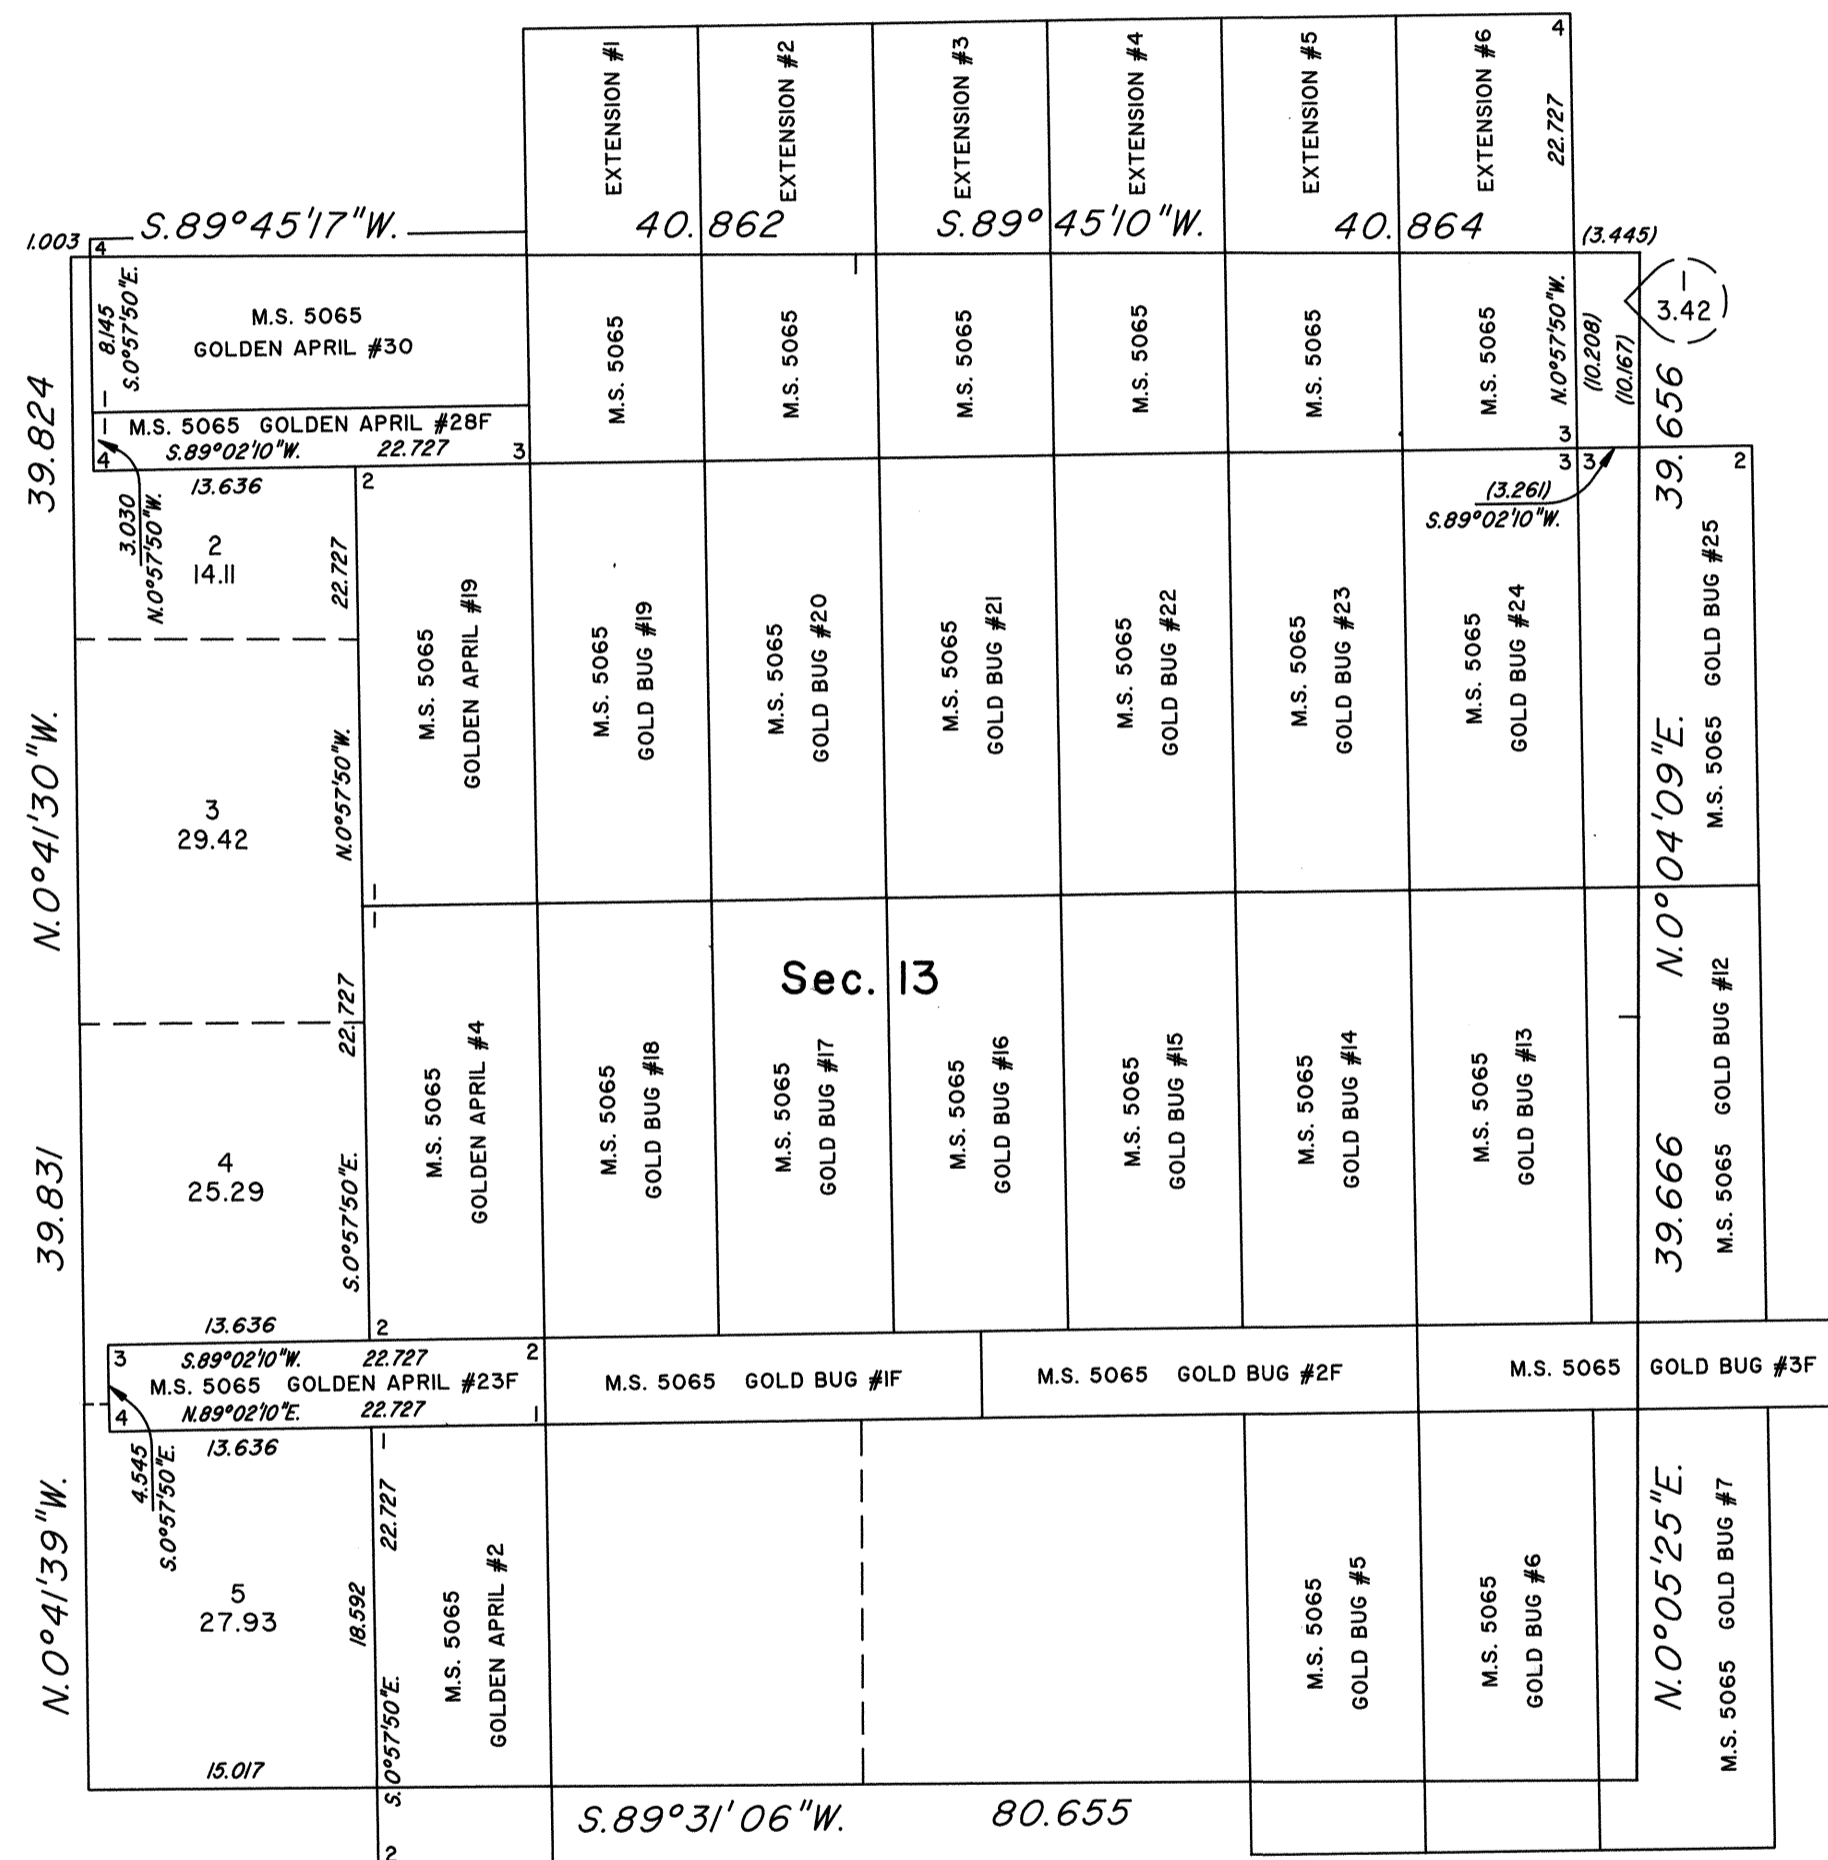 EXTENSION #1
EXTENSION #2
EXTENSION #3
EXTENSION #4
EXTENSION #5
EXTENSION #6
4
22.727
S.89°45'17"W.
40.862
S.89°45'10"W.
40.864
(3.445)
1.003
4
8.145
S.0°57'50"E.
M.S. 5065
GOLDEN APRIL #30
M.S. 5065
M.S. 5065
M.S. 5065
M.S. 5065
M.S. 5065
M.S. 5065
N.0°57'50"W.
(10.208)
(10.167)
1
3.42
1
1
M.S. 5065 GOLDEN APRIL #28F
4
S.89°02'10"W. 22.727
3
3
3
3
2
39.824
39.656
13.636
2
3.030
N.0°57'50"W.
2
14.11
22.727
(3.261)
S.89°02'10"W.
M.S. 5065
GOLDEN APRIL #19
M.S. 5065
GOLD BUG #19
M.S. 5065
GOLD BUG #20
M.S. 5065
GOLD BUG #21
M.S. 5065
GOLD BUG #22
M.S. 5065
GOLD BUG #23
M.S. 5065
GOLD BUG #24
M.S. 5065 GOLD BUG #25
N.0°41'30"W.
3
29.42
N.0°57'50"W.
N.0°04'09"E.
1
1
Sec. 13
22.727
4
25.29
S.0°57'50"E.
39.831
M.S. 5065
GOLDEN APRIL #4
M.S. 5065
GOLD BUG #18
M.S. 5065
GOLD BUG #17
M.S. 5065
GOLD BUG #16
M.S. 5065
GOLD BUG #15
M.S. 5065
GOLD BUG #14
M.S. 5065
GOLD BUG #13
39.666
M.S. 5065 GOLD BUG #12
13.636
2
3
S.89°02'10"W. 22.727
2
M.S. 5065 GOLDEN APRIL #23F
4
N.89°02'10"E. 22.727
1
M.S. 5065 GOLD BUG #1F
M.S. 5065 GOLD BUG #2F
M.S. 5065 GOLD BUG #3F
13.636
1
4.545
S.0°57'50"E.
22.727
N.0°41'39"W.
5
27.93
18.592
S.0°57'50"E.
M.S. 5065
GOLDEN APRIL #2
M.S. 5065
GOLD BUG #5
M.S. 5065
GOLD BUG #6
N.0°05'25"E.
M.S. 5065 GOLD BUG #7
15.017
S.89°31'06"W. 80.655
2